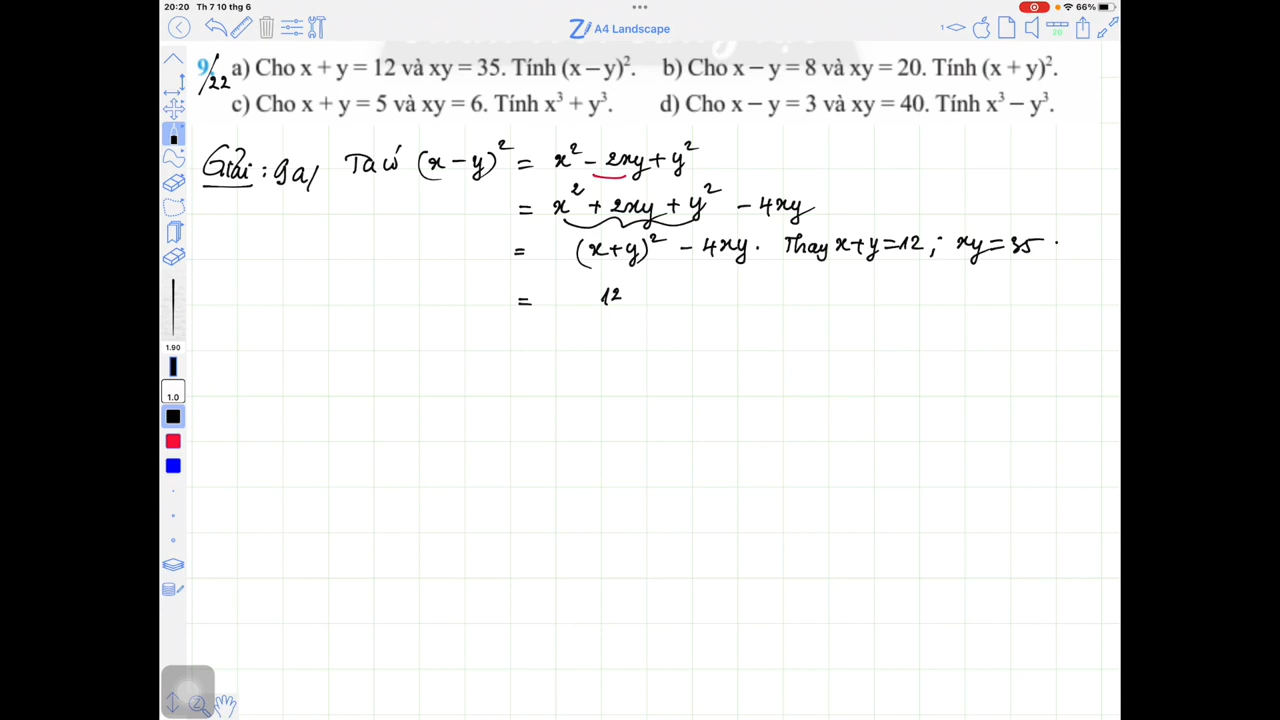 20:20 Th 7 10 thg 6
66%
A4 Landscape
1
20
9/22 a) Cho x + y = 12 và xy = 35. Tính (x − y)². b) Cho x − y = 8 và xy = 20. Tính (x + y)².
c) Cho x + y = 5 và xy = 6. Tính x³ + y³. d) Cho x − y = 3 và xy = 40. Tính x³ − y³.
Giải: 9a/ Ta có (x − y)² = x² − 2xy + y²
= x² + 2xy + y² − 4xy
= (x+y)² − 4xy. Thay x+y=12; xy=35.
= 12
1.90
1.0